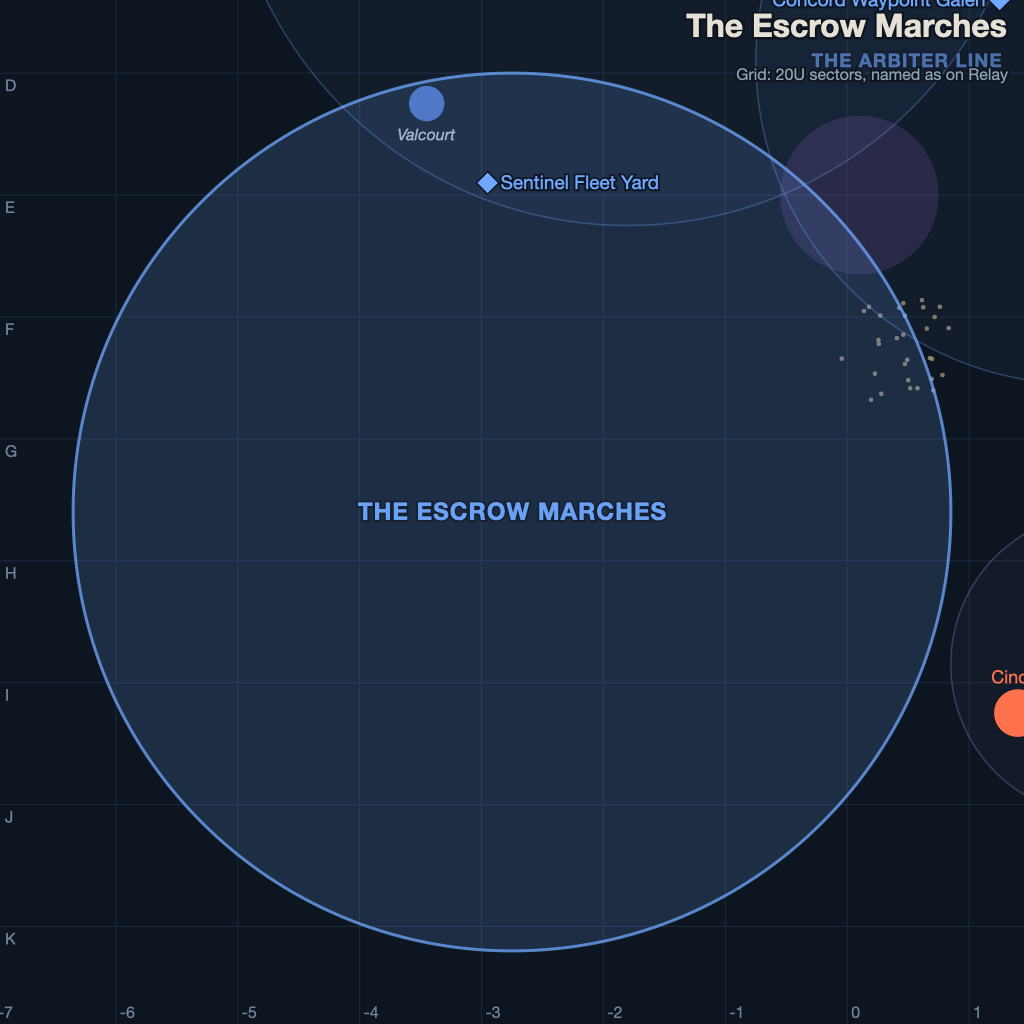 Concord Waypoint Galen
The Escrow Marches
THE ARBITER LINE
Grid: 20U sectors, named as on Relay
D
Valcourt
Sentinel Fleet Yard
E
F
G
THE ESCROW MARCHES
H
Cinc
I
J
K
-7 -6 -5 -4 -3 -2 -1 0 1